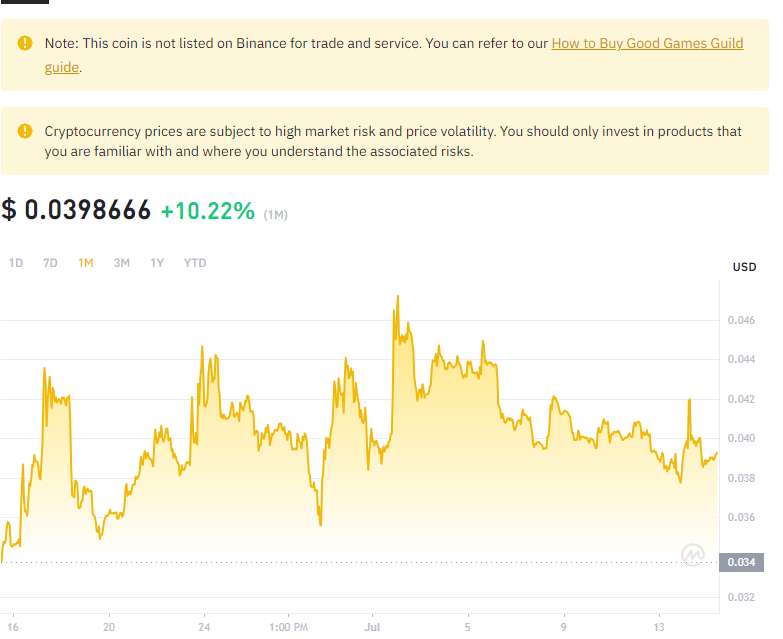 Note: This coin is not listed on Binance for trade and service. You can refer to our How to Buy Good Games Guild
guide.
Cryptocurrency prices are subject to high market risk and price volatility. You should only invest in products that
you are familiar with and where you understand the associated risks.
$ 0.0398666 +10.22% (1M)
1D 7D 1M 3M 1Y YTD
USD
0.046
0.044
0.042
0.040
0.038
0.036
0.034
0.032
16 20 24 1:00 PM Jul 5 9 13